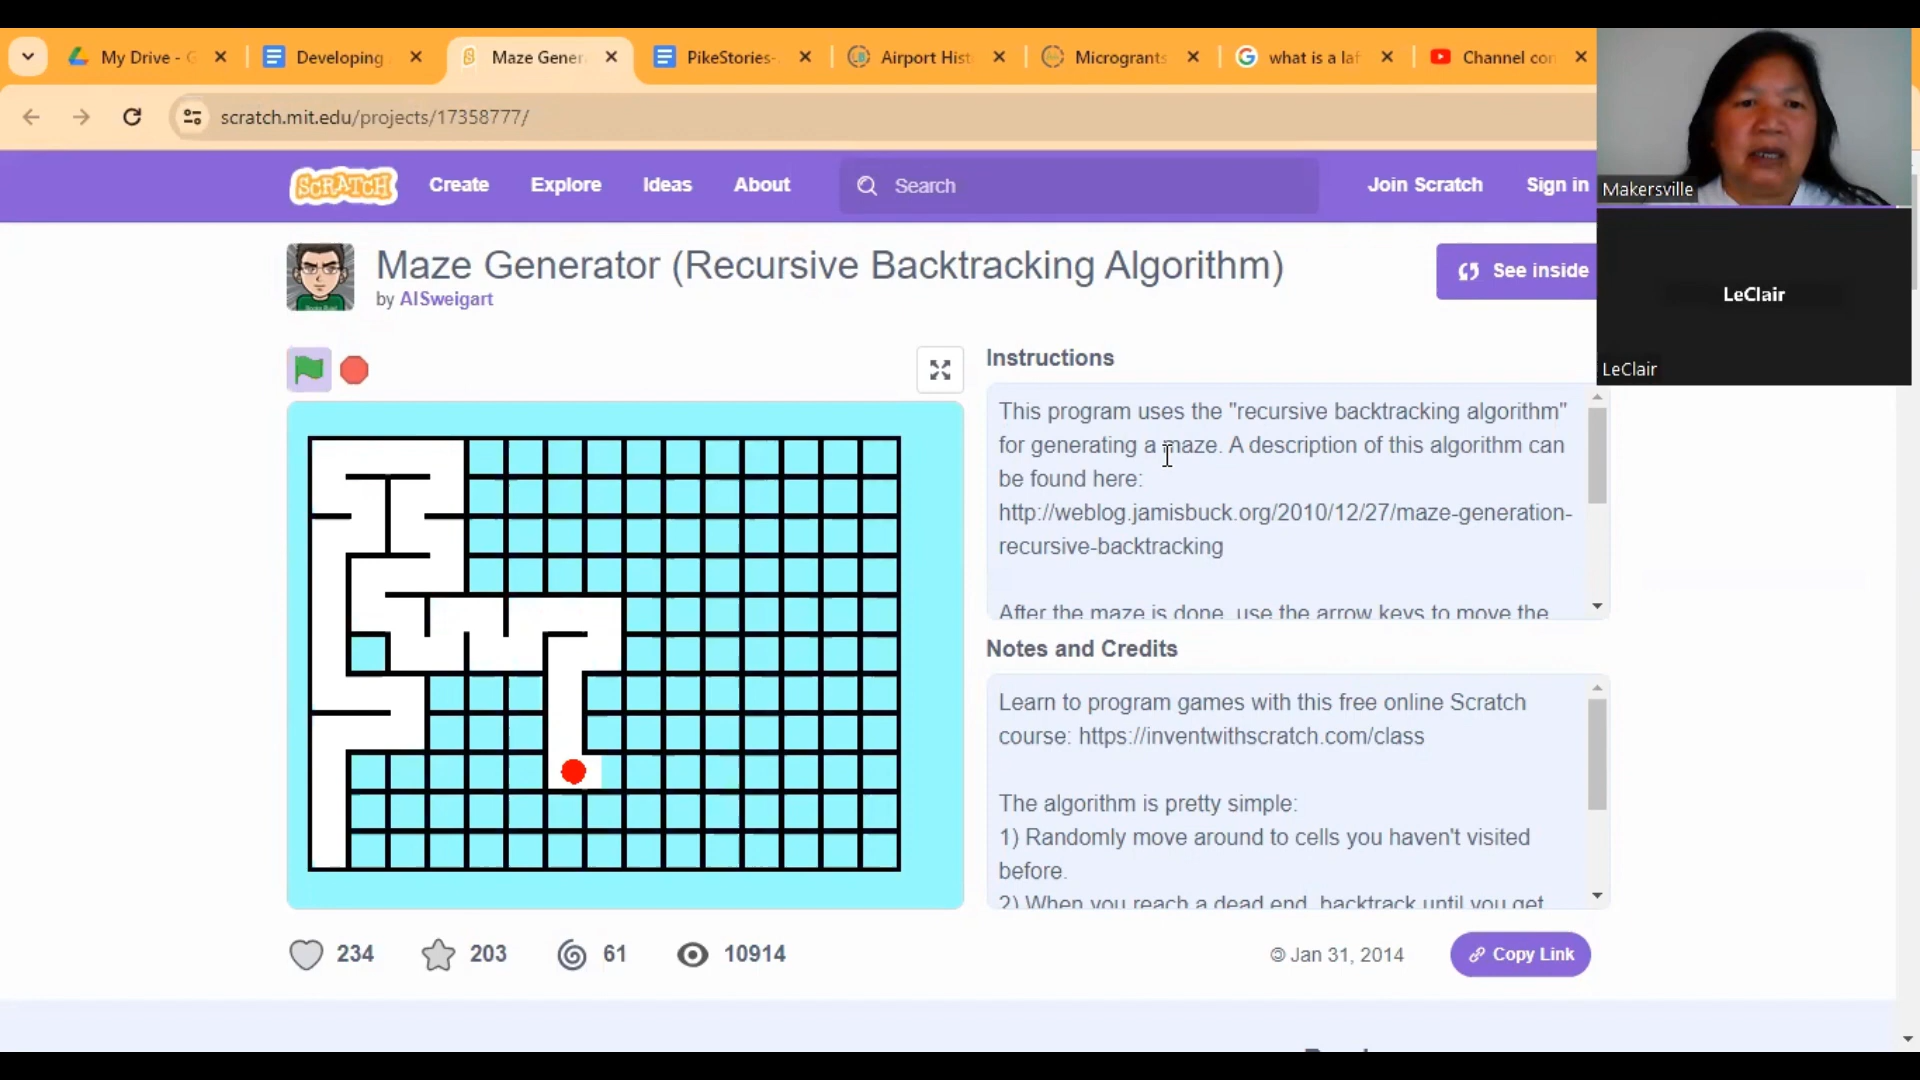 My Drive - G
Developing
Maze Gener
PikeStories-
Airport Hist
Microgrants
what is a laf
Channel con
scratch.mit.edu/projects/17358777/
SCRATCH
Create
Explore
Ideas
About
Search
Join Scratch
Sign in
Makersville
LeClair
LeClair
Maze Generator (Recursive Backtracking Algorithm)
by AlSweigart
See inside
Instructions
This program uses the "recursive backtracking algorithm"
for generating a maze. A description of this algorithm can
be found here:
http://weblog.jamisbuck.org/2010/12/27/maze-generation-
recursive-backtracking
After the maze is done, use the arrow keys to move the
Notes and Credits
Learn to program games with this free online Scratch
course: https://inventwithscratch.com/class
The algorithm is pretty simple:
1) Randomly move around to cells you haven't visited
before.
2) When you reach a dead end, backtrack until you get
234
203
61
10914
© Jan 31, 2014
Copy Link